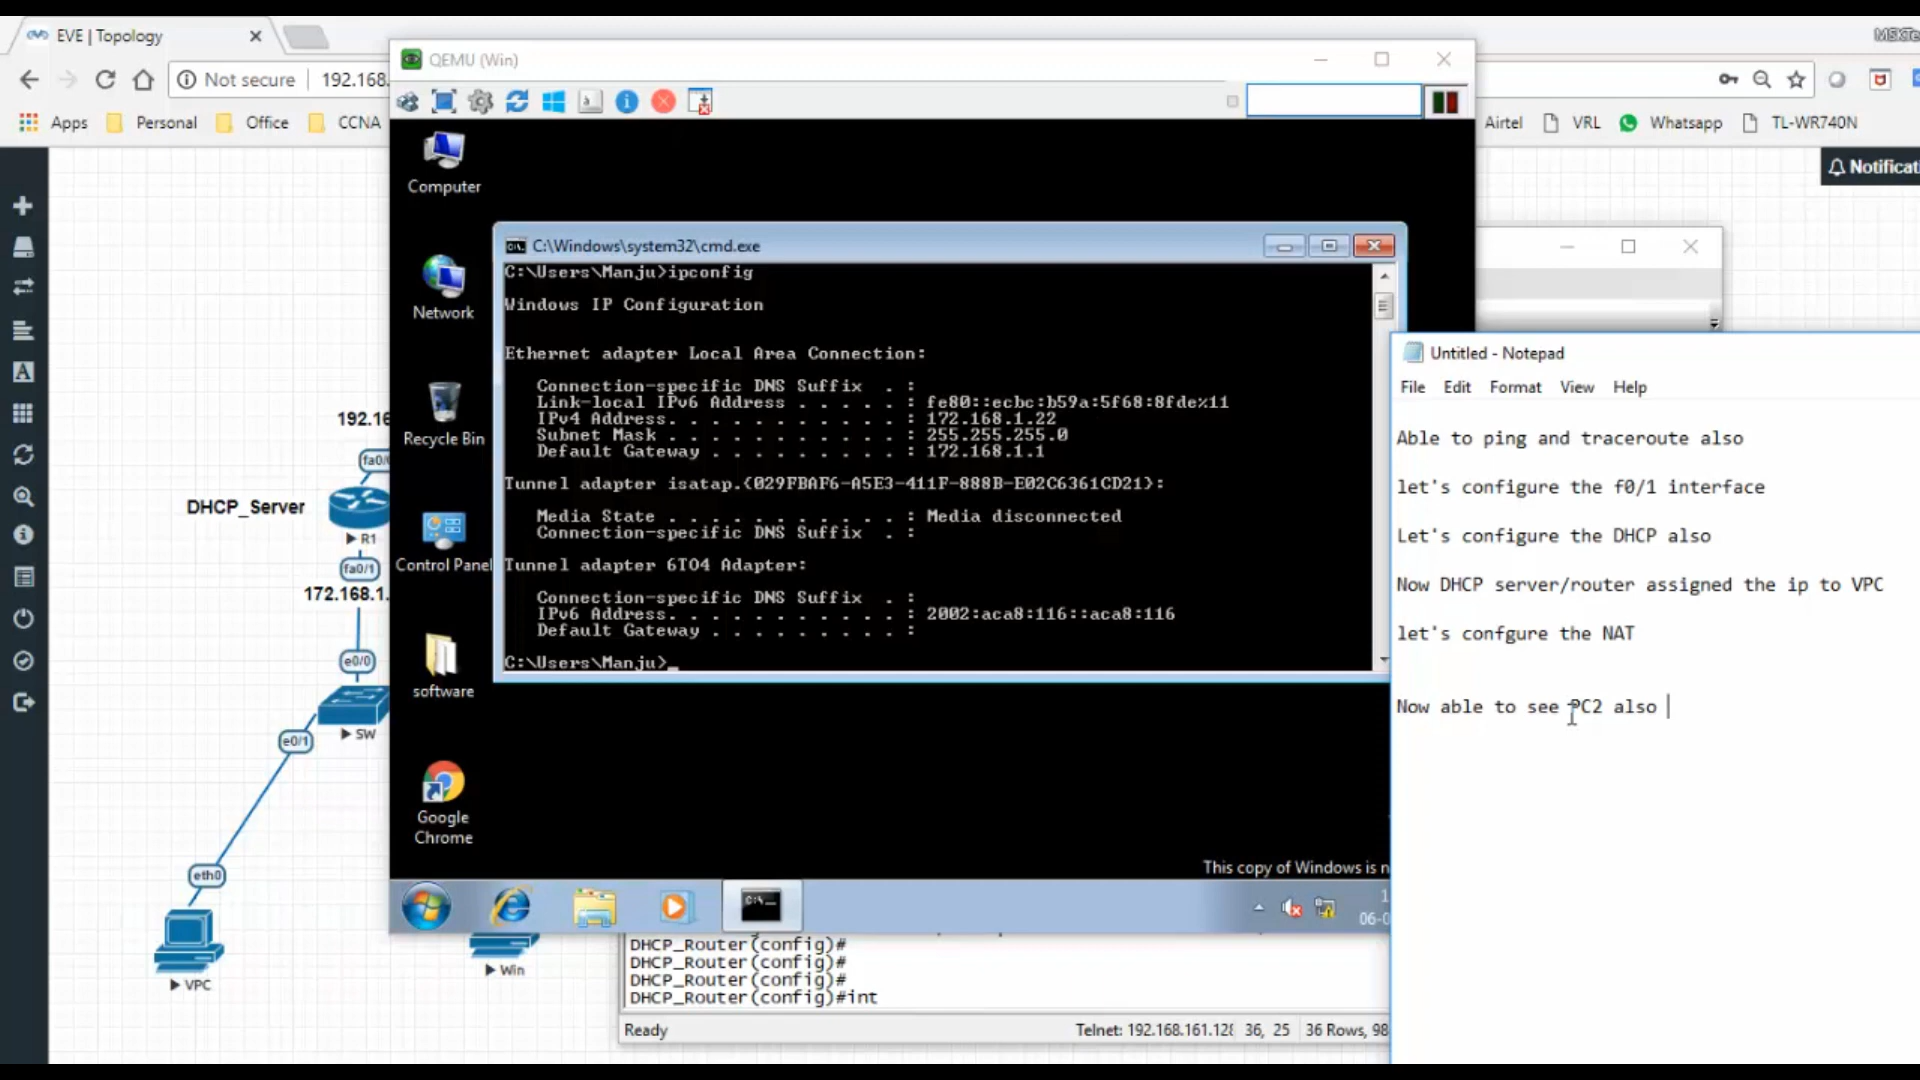 EVE | Topology
QEMU (Win)
Not secure
192.168.
Apps
Personal
Office
CCNA
Airtel
VRL
Whatsapp
TL-WR740N
Notificat
Computer
Network
Recycle Bin
Control Panel
software
Google
Chrome
C:\Windows\system32\cmd.exe
C:\Users\Manju>ipconfig
Windows IP Configuration
Ethernet adapter Local Area Connection:
Connection-specific DNS Suffix . :
Link-local IPv6 Address . . . . . : fe80::ecbc:b59a:5f68:8fde%11
IPv4 Address. . . . . . . . . . . : 172.168.1.22
Subnet Mask . . . . . . . . . . . : 255.255.255.0
Default Gateway . . . . . . . . . : 172.168.1.1
Tunnel adapter isatap.{029FBAF6-A5E3-411F-888B-E02C6361CD21}:
Media State . . . . . . . . . . . : Media disconnected
Connection-specific DNS Suffix . :
Tunnel adapter 6TO4 Adapter:
Connection-specific DNS Suffix . :
IPv6 Address. . . . . . . . . . . : 2002:aca8:116::aca8:116
Default Gateway . . . . . . . . . :
C:\Users\Manju>_
This copy of Windows is n
06-0
Untitled - Notepad
File Edit Format View Help
Able to ping and traceroute also
let's configure the f0/1 interface
Let's configure the DHCP also
Now DHCP server/router assigned the ip to VPC
let's confgure the NAT
Now able to see PC2 also
192.16
fa0/
DHCP_Server
R1
fa0/1
172.168.1.
e0/0
SW
e0/1
eth0
VPC
Win
DHCP_Router(config)#
DHCP_Router(config)#
DHCP_Router(config)#
DHCP_Router(config)#int
Ready
Telnet: 192.168.161.128 36, 25 36 Rows, 98